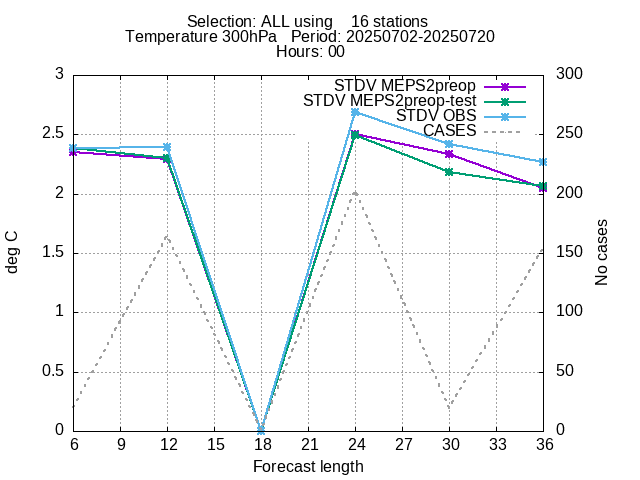 Selection: ALL using    16 stations
Temperature 300hPa   Period: 20250702-20250720
Hours: 00
STDV MEPS2preop
STDV MEPS2preop-test
STDV OBS
CASES
3
2.5
2
1.5
1
0.5
0
300
250
200
150
100
50
0
deg C
No cases
6 9 12 15 18 21 24 27 30 33 36
Forecast length